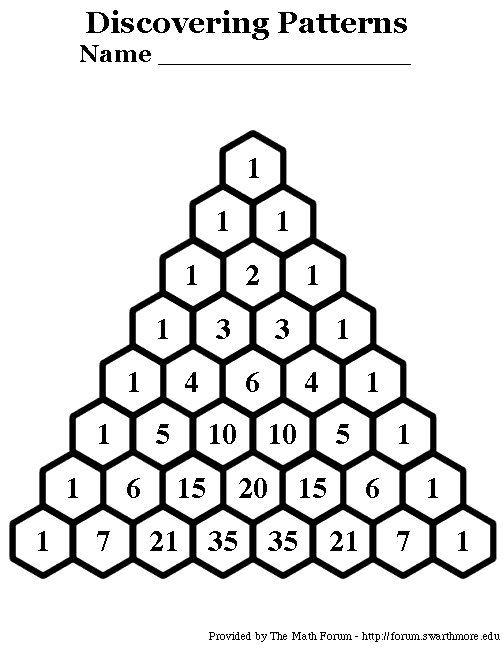 Discovering Patterns
Name
1
1 1
1 2 1
1 3 3 1
1 4 6 4 1
1 5 10 10 5 1
1 6 15 20 15 6 1
1 7 21 35 35 21 7 1
Provided by The Math Forum - http://forum.swarthmore.edu